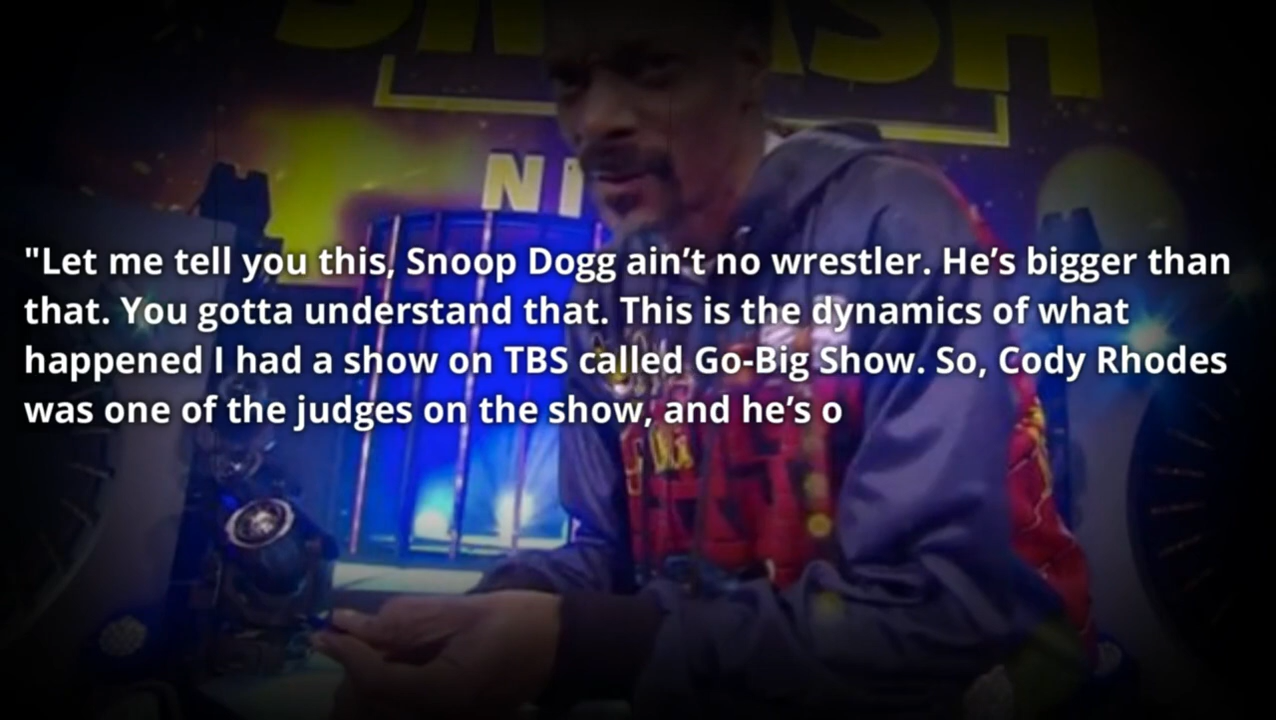 SMASH
NI
"Let me tell you this, Snoop Dogg ain’t no wrestler. He’s bigger than
that. You gotta understand that. This is the dynamics of what
happened I had a show on TBS called Go-Big Show. So, Cody Rhodes
was one of the judges on the show, and he’s o